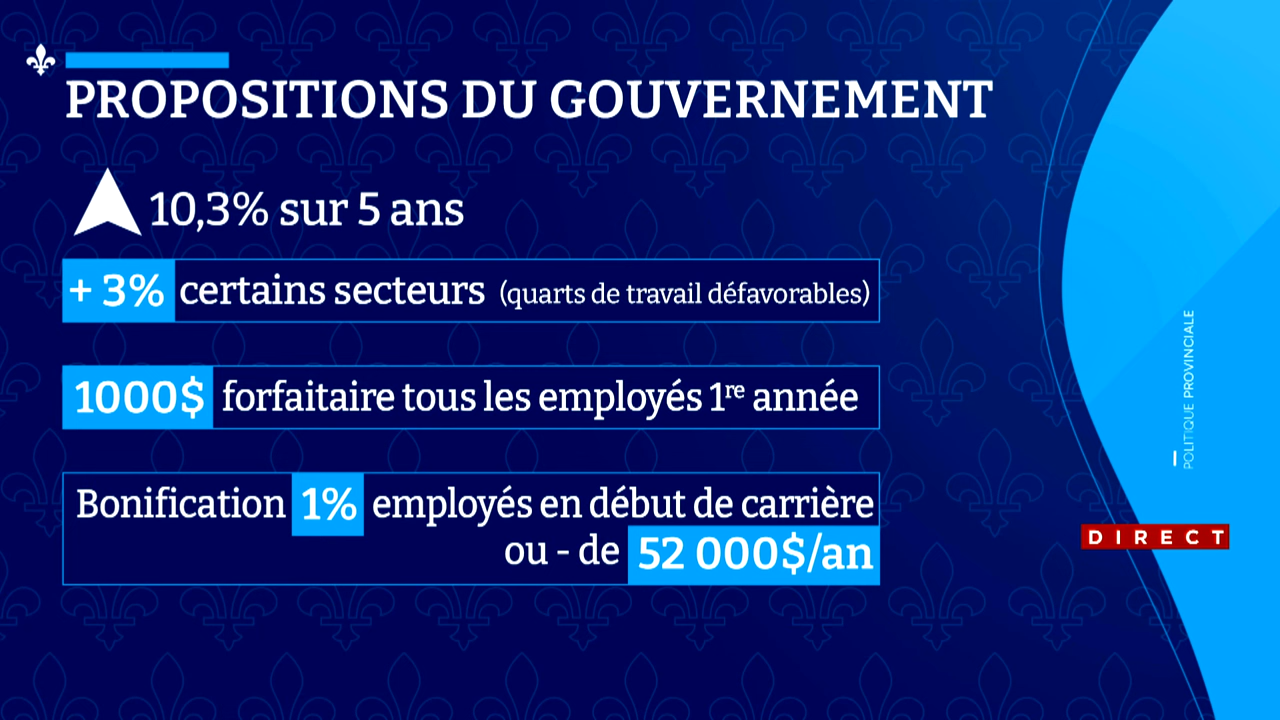 PROPOSITIONS DU GOUVERNEMENT
10,3% sur 5 ans
+ 3% certains secteurs (quarts de travail défavorables)
1000$ forfaitaire tous les employés 1re année
Bonification 1% employés en début de carrière
ou - de 52 000$/an
POLITIQUE PROVINCIALE
DIRECT